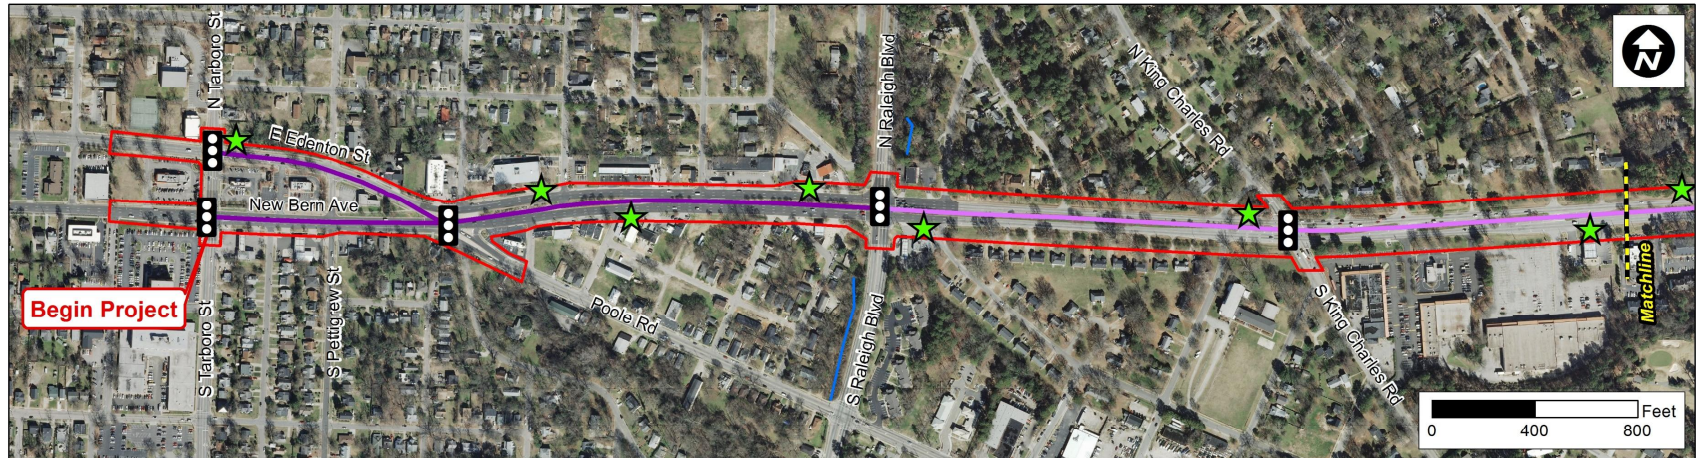 N Tarboro St
N Raleigh Blvd
N King Charles Rd
N
E Edenton St
New Bern Ave
Begin Project
S Tarboro St
S Pettigrew St
Poole Rd
S Raleigh Blvd
S King Charles Rd
Matchline
Feet
0 400 800